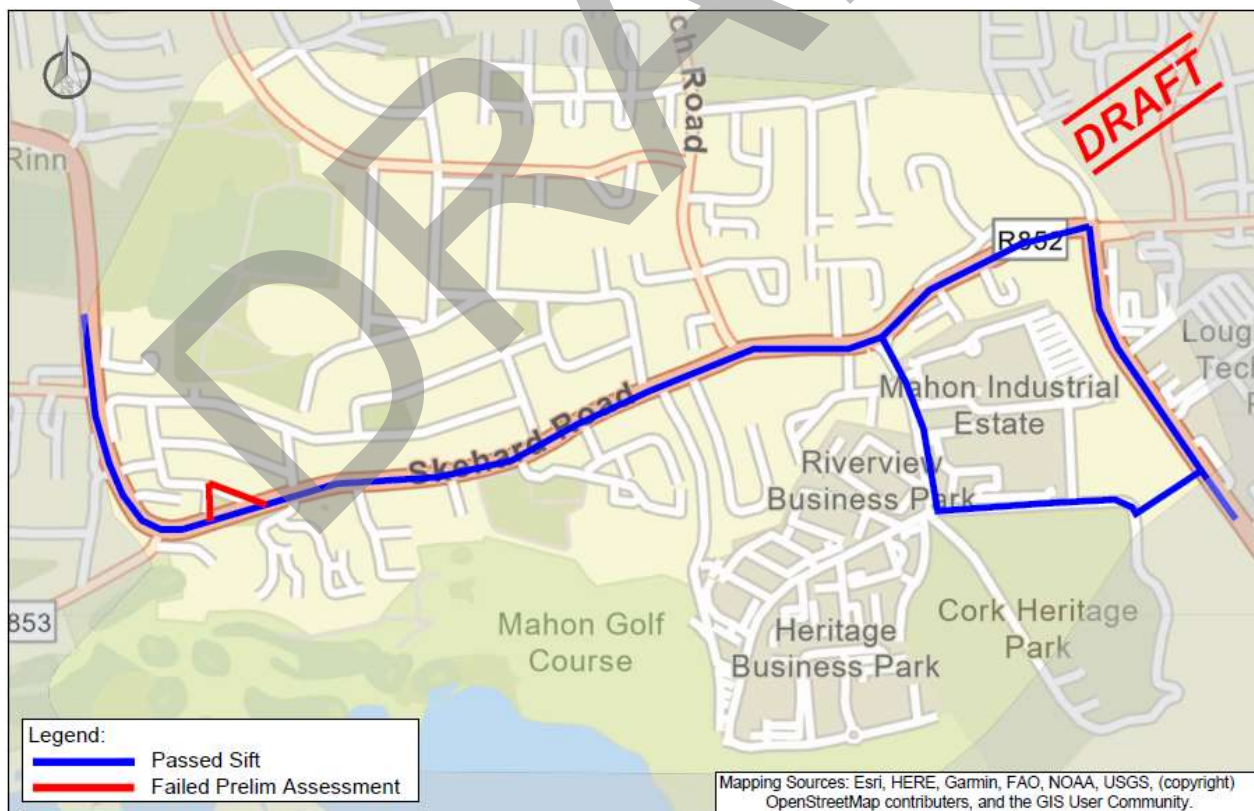 DRAFT
ch Road
Rinn
R852
Loug
Tech
Mahon Industrial
Estate
Skehard Road
Riverview
Business Park
853
Mahon Golf
Course
Heritage
Business Park
Cork Heritage
Park
Legend:
Passed Sift
Failed Prelim Assessment
Mapping Sources: Esri, HERE, Garmin, FAO, NOAA, USGS, (copyright)
OpenStreetMap contributers, and the GIS User Community.
DRA